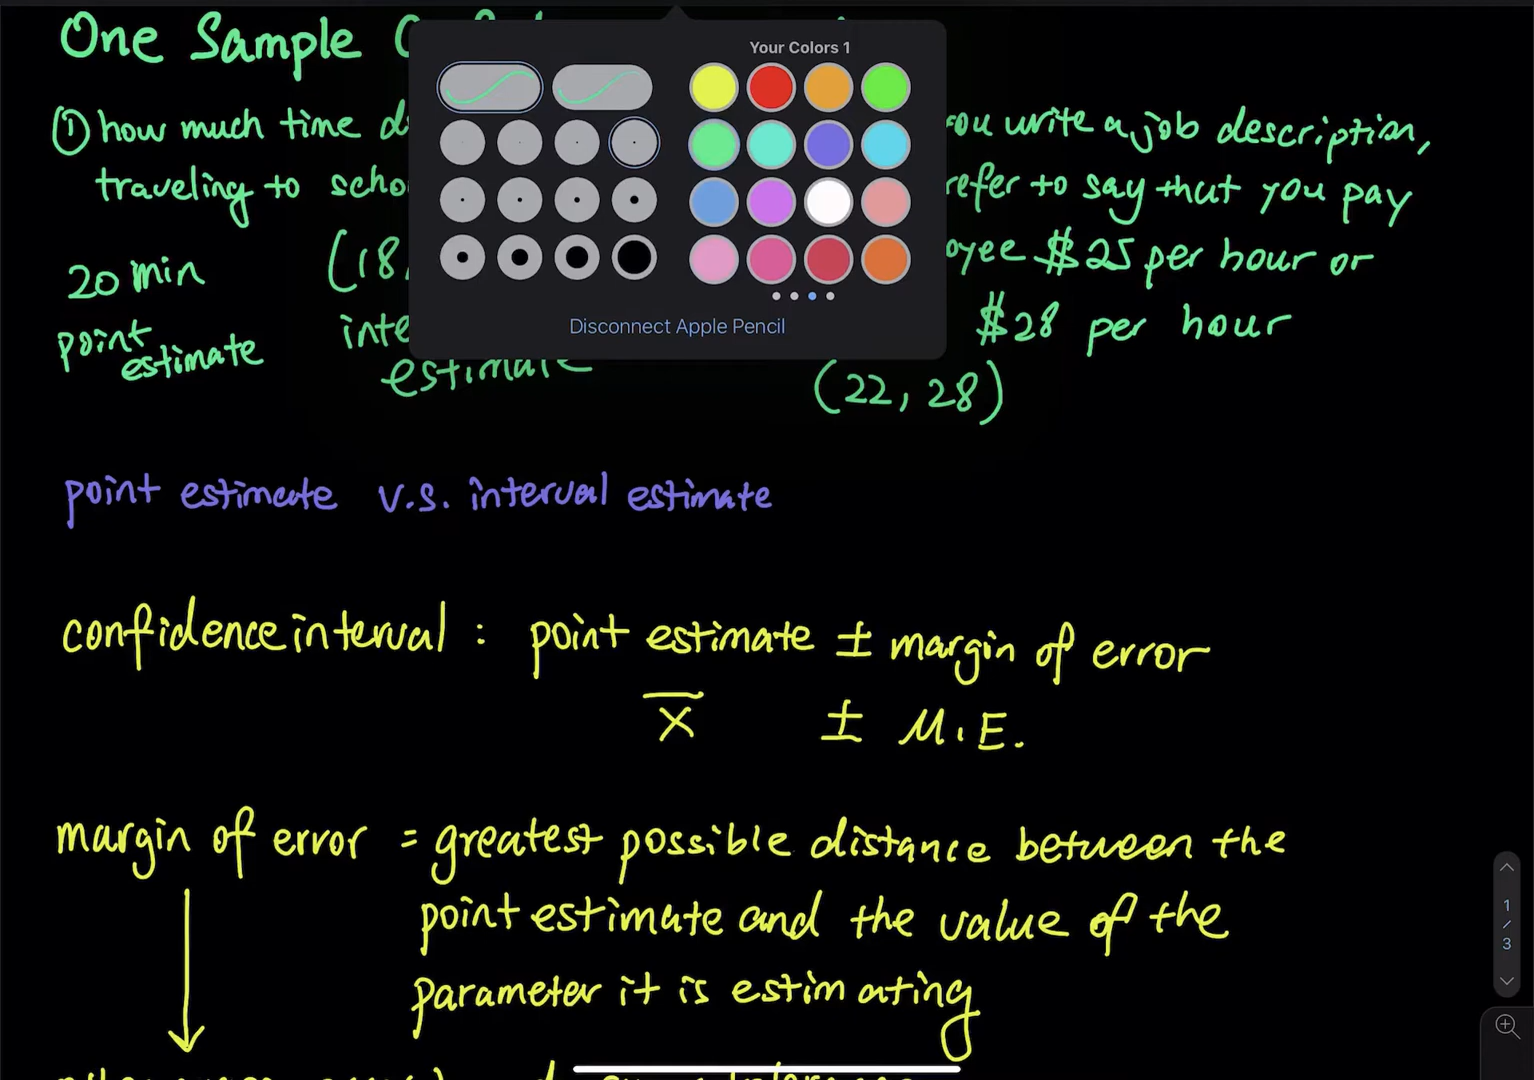 One Sample
Your Colors 1
① how much time
you write a job description,
traveling to
refer to say that you pay
20 min
(18,
oyee $25 per hour or
point
estimate
inte
$28 per hour
Disconnect Apple Pencil
estimate
(22, 28)
point estimate v.s. interval estimate
confidence interval : point estimate ± margin of error
X̄ ± M.E.
margin of error = greatest possible distance between the
point estimate and the value of the
parameter it is estimating
1
/
3